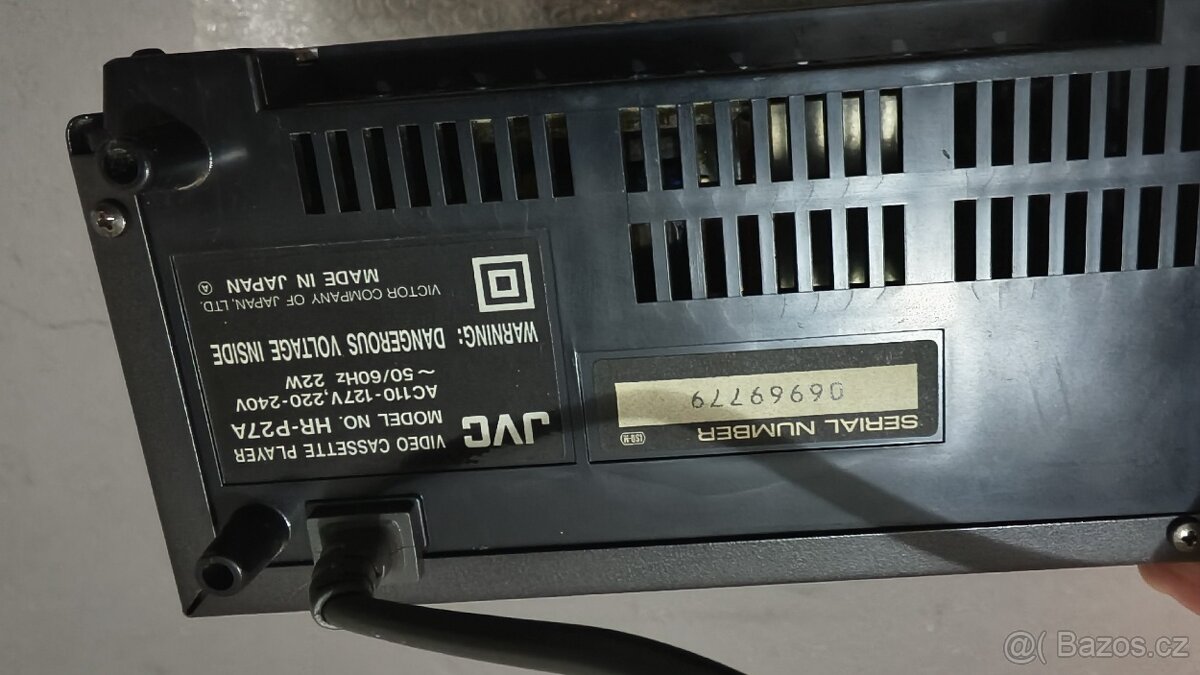 JVC
VIDEO CASSETTE PLAYER
MODEL NO. HR-P27A
AC110-127V,220-240V
~ 50/60Hz 22W
WARNING: DANGEROUS VOLTAGE INSIDE
VICTOR COMPANY OF JAPAN, LTD.
MADE IN JAPAN Ⓐ
SERIAL NUMBER
06969779
@( Bazoš.cz